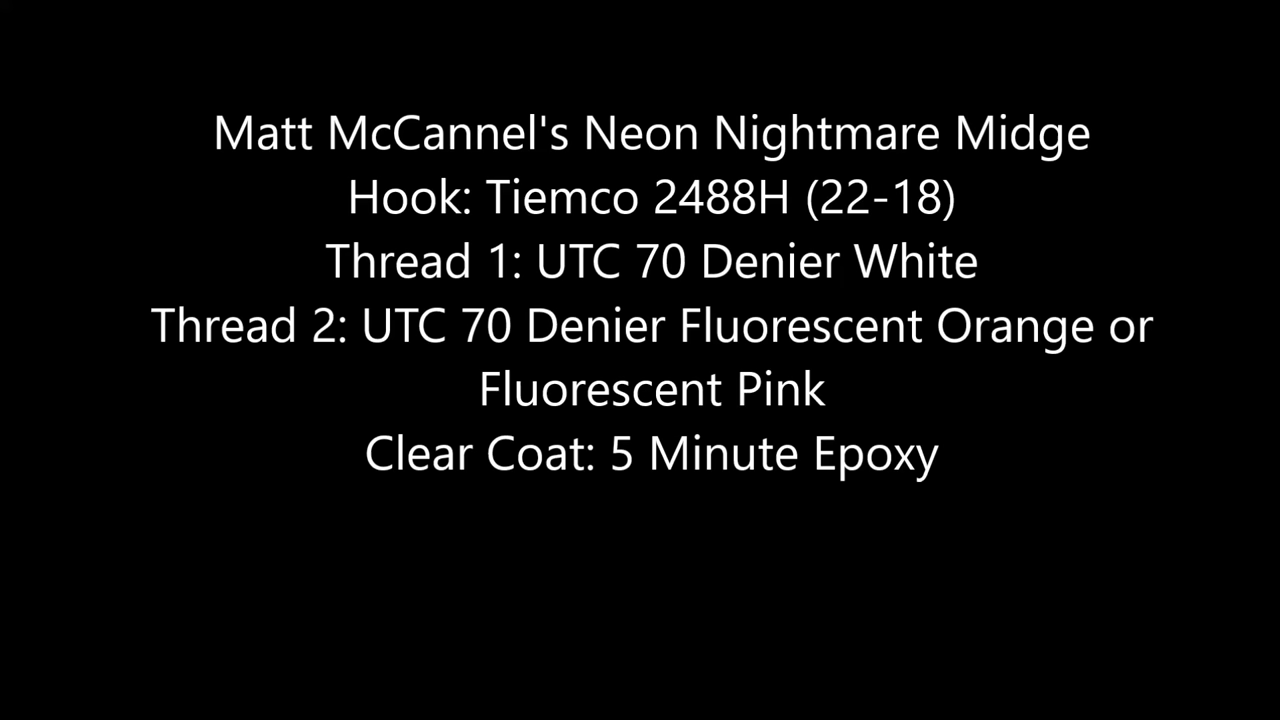 Matt McCannel's Neon Nightmare Midge
Hook: Tiemco 2488H (22-18)
Thread 1: UTC 70 Denier White
Thread 2: UTC 70 Denier Fluorescent Orange or
Fluorescent Pink
Clear Coat: 5 Minute Epoxy